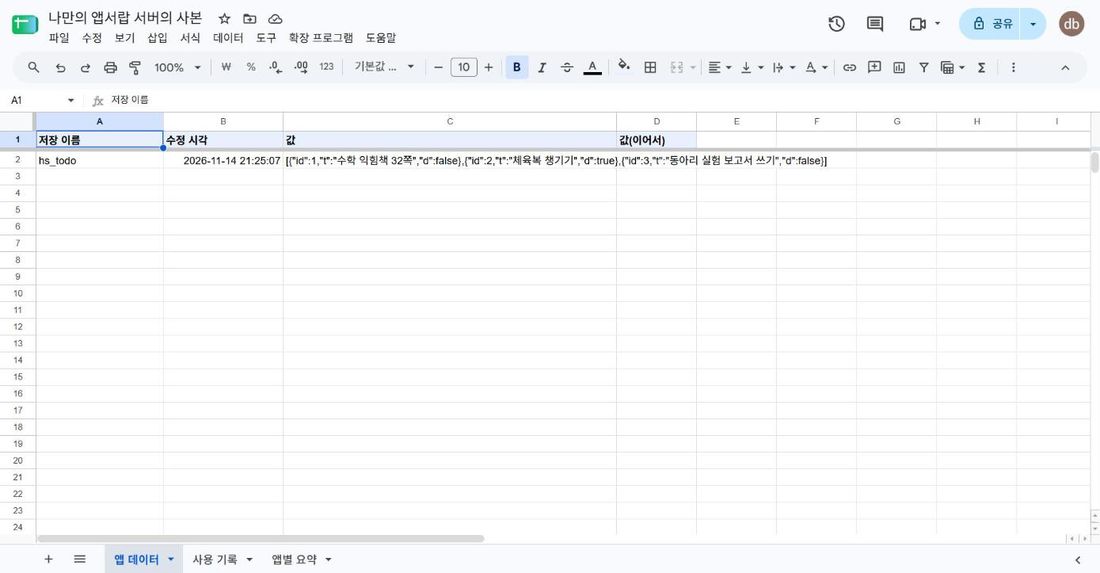 나만의 앱서랍 서버의 사본
파일 수정 보기 삽입 서식 데이터 도구 확장 프로그램 도움말
공유
db
100% ₩ % .0 .00 123 기본값 ... 10 B I A
A1 fx 저장 이름
A B C D E F G H I
1 저장 이름 수정 시각 값 값(이어서)
2 hs_todo 2026-11-14 21:25:07 [{"id":1,"t":"수학 익힘책 32쪽","d":false},{"id":2,"t":"체육복 챙기기","d":true},{"id":3,"t":"동아리 실험 보고서 쓰기","d":false}]
3
4
5
6
7
8
9
10
11
12
13
14
15
16
17
18
19
20
21
22
23
24
앱 데이터 사용 기록 앱별 요약